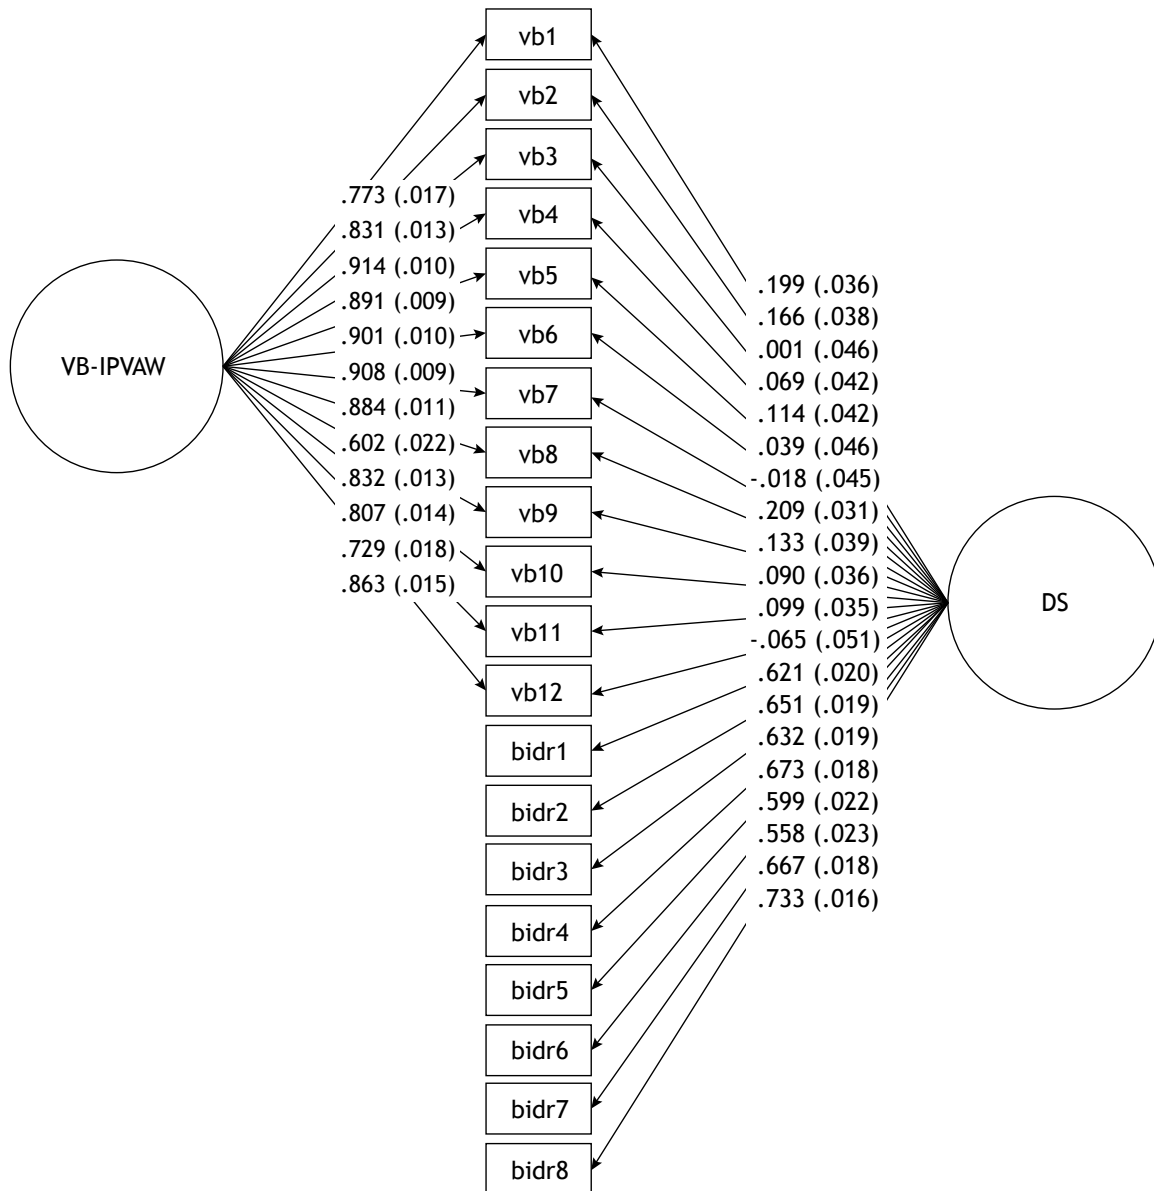 vb1
vb2
vb3
vb4
vb5
vb6
vb7
vb8
vb9
vb10
vb11
vb12
bidr1
bidr2
bidr3
bidr4
bidr5
bidr6
bidr7
bidr8
VB-IPVAW
.773 (.017)
.831 (.013)
.914 (.010)
.891 (.009)
.901 (.010)
.908 (.009)
.884 (.011)
.602 (.022)
.832 (.013)
.807 (.014)
.729 (.018)
.863 (.015)
.199 (.036)
.166 (.038)
.001 (.046)
.069 (.042)
.114 (.042)
.039 (.046)
-.018 (.045)
.209 (.031)
.133 (.039)
.090 (.036)
.099 (.035)
-.065 (.051)
.621 (.020)
.651 (.019)
.632 (.019)
.673 (.018)
.599 (.022)
.558 (.023)
.667 (.018)
.733 (.016)
DS